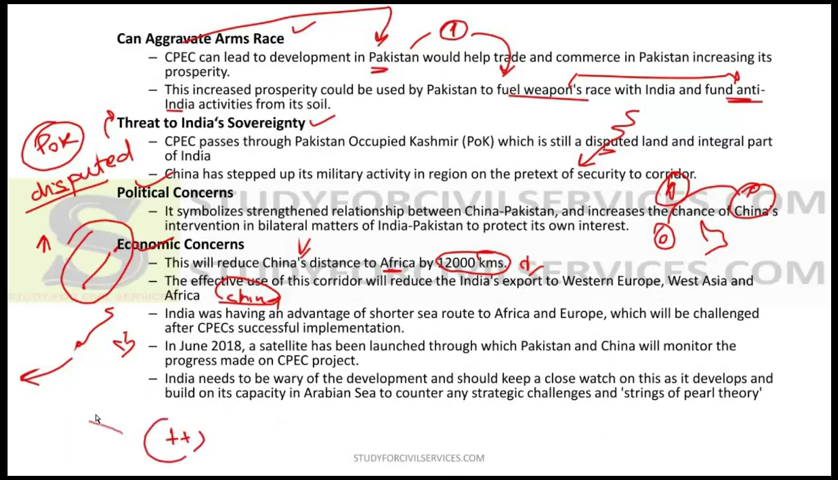 Can Aggravate Arms Race
– CPEC can lead to development in Pakistan would help trade and commerce in Pakistan increasing its
prosperity.
– This increased prosperity could be used by Pakistan to fuel weapon's race with India and fund anti-
India activities from its soil.
Threat to India's Sovereignty
– CPEC passes through Pakistan Occupied Kashmir (PoK) which is still a disputed land and integral part
of India
PoK
disputed
– China has stepped up its military activity in region on the pretext of security to corridor.
Political Concerns
STUDYFORCIVILSERVICES.COM
– It symbolizes strengthened relationship between China-Pakistan, and increases the chance of China's
intervention in bilateral matters of India-Pakistan to protect its own interest.
Economic Concerns
– This will reduce China's distance to Africa by 12000 kms.
STUDYFORCIVILSERVICES.COM
– The effective use of this corridor will reduce the India's export to Western Europe, West Asia and
Africa
China
– India was having an advantage of shorter sea route to Africa and Europe, which will be challenged
after CPECs successful implementation.
– In June 2018, a satellite has been launched through which Pakistan and China will monitor the
progress made on CPEC project.
– India needs to be wary of the development and should keep a close watch on this as it develops and
build on its capacity in Arabian Sea to counter any strategic challenges and 'strings of pearl theory'
++
STUDYFORCIVILSERVICES.COM